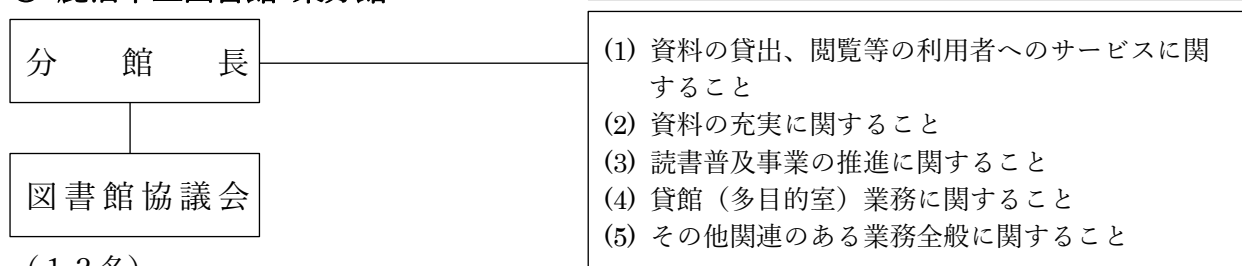 分館長
図書館協議会
(1) 資料の貸出、閲覧等の利用者へのサービスに関
すること
(2) 資料の充実に関すること
(3) 読書普及事業の推進に関すること
(4) 貸館（多目的室）業務に関すること
(5) その他関連のある業務全般に関すること